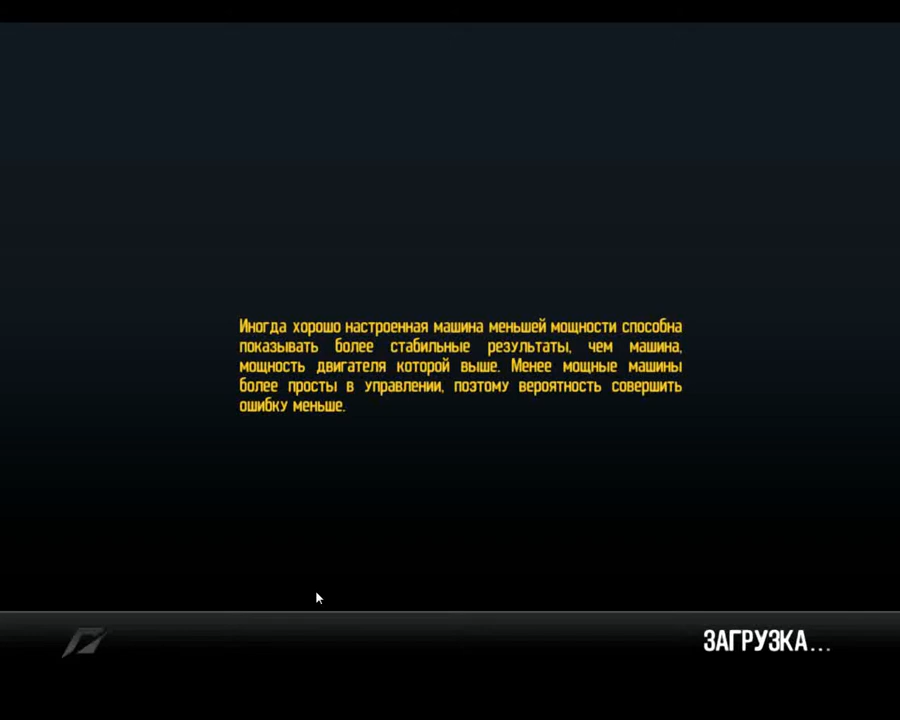 Иногда хорошо настроенная машина меньшей мощности способна
показывать более стабильные результаты, чем машина,
мощность двигателя которой выше. Менее мощные машины
более просты в управлении, поэтому вероятность совершить
ошибку меньше.
ЗАГРУЗКА...